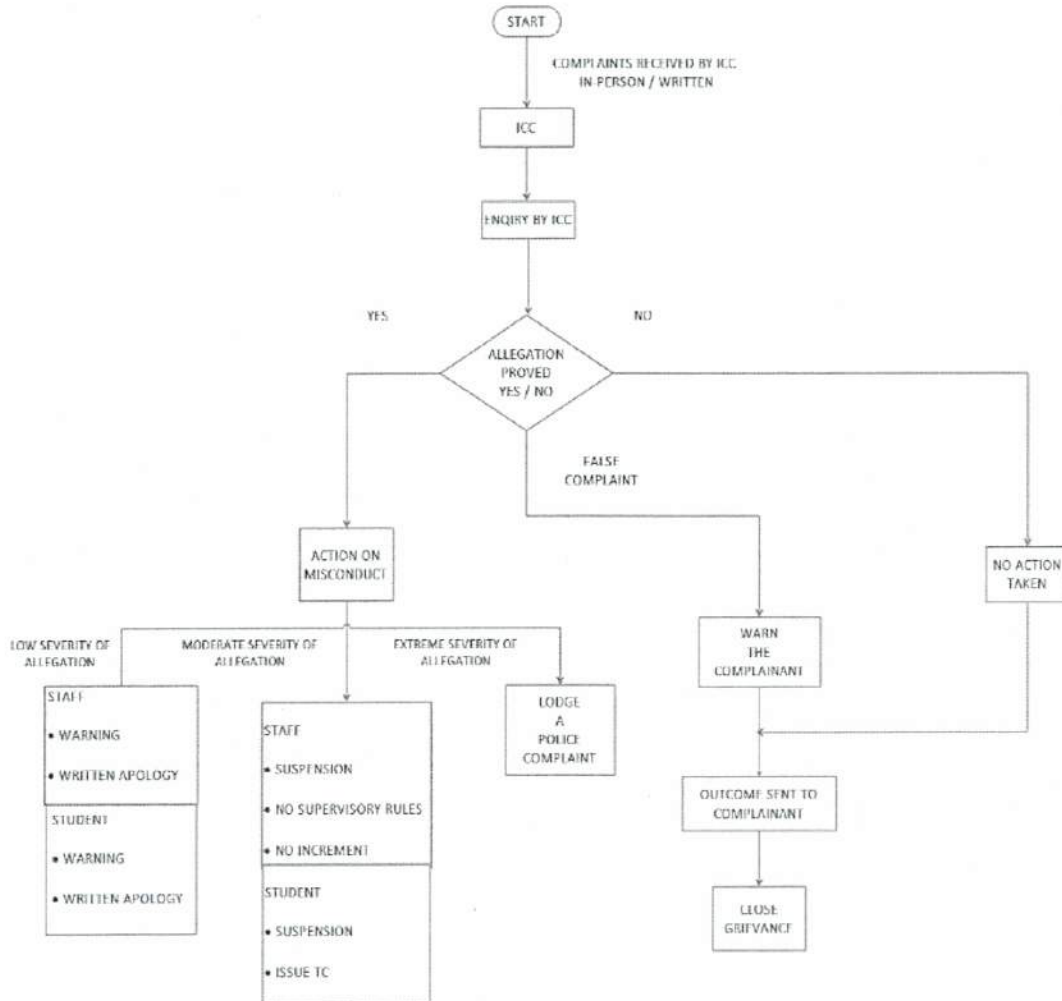 START
COMPLAINTS RECEIVED BY ICC
IN-PERSON / WRITTEN
ICC
ENQIRY BY ICC
YES
NO
ALLEGATION
PROVED
YES / NO
FALSE
COMPLAINT
ACTION ON
MISCONDUCT
NO ACTION
TAKEN
LOW SEVERITY OF
ALLEGATION
MODERATE SEVERITY OF
ALLEGATION
EXTREME SEVERITY OF
ALLEGATION
WARN
THE
COMPLAINANT
STAFF
• WARNING
• WRITTEN APOLOGY
STUDENT
• WARNING
• WRITTEN APOLOGY
STAFF
• SUSPENSION
• NO SUPERVISORY RULES
• NO INCREMENT
STUDENT
• SUSPENSION
• ISSUE TC
LODGE
A
POLICE
COMPLAINT
OUTCOME SENT TO
COMPLAINANT
CLOSE
GRIEVANCE